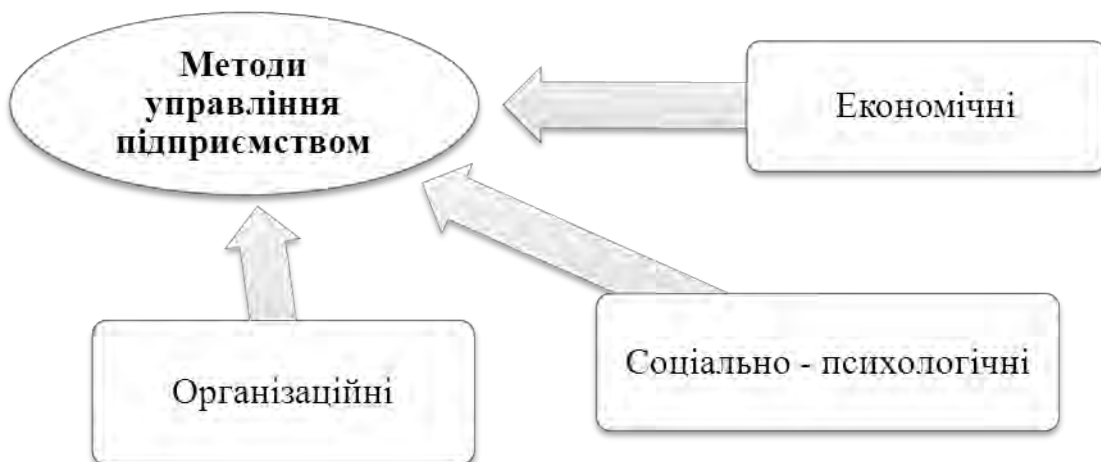 Методи
управління
підприємством
Економічні
Соціально - психологічні
Організаційні